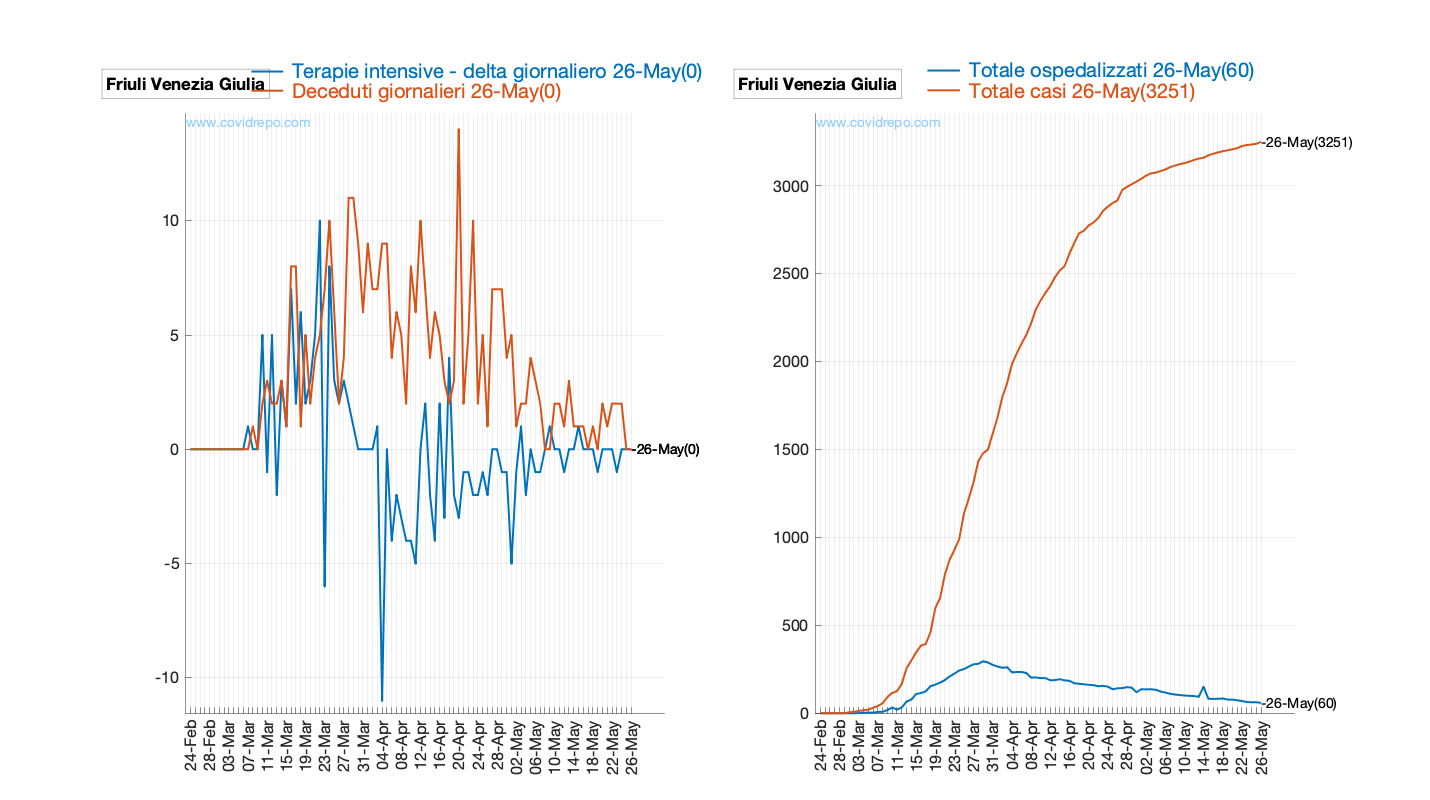 Friuli Venezia Giulia
Terapie intensive - delta giornaliero 26-May(0)
Deceduti giornalieri 26-May(0)
www.covidrepo.com
10
5
0
-5
-10
-26-May(0)
24-Feb
28-Feb
03-Mar
07-Mar
11-Mar
15-Mar
19-Mar
23-Mar
27-Mar
31-Mar
04-Apr
08-Apr
12-Apr
16-Apr
20-Apr
24-Apr
28-Apr
02-May
06-May
10-May
14-May
18-May
22-May
26-May
Friuli Venezia Giulia
Totale ospedalizzati 26-May(60)
Totale casi 26-May(3251)
www.covidrepo.com
-26-May(3251)
3000
2500
2000
1500
1000
500
0
-26-May(60)
24-Feb
28-Feb
03-Mar
07-Mar
11-Mar
15-Mar
19-Mar
23-Mar
27-Mar
31-Mar
04-Apr
08-Apr
12-Apr
16-Apr
20-Apr
24-Apr
28-Apr
02-May
06-May
10-May
14-May
18-May
22-May
26-May